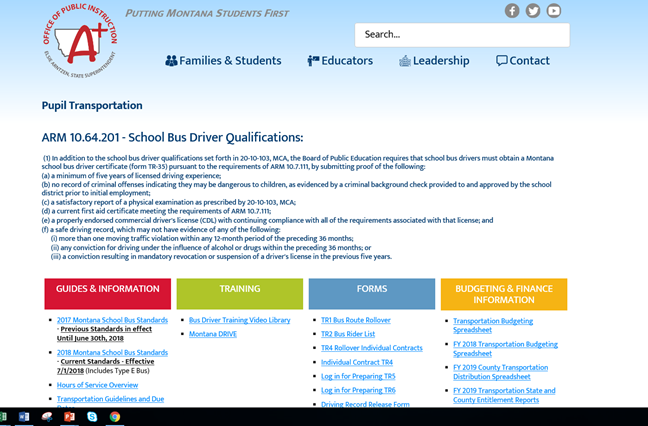 PUTTING MONTANA STUDENTS FIRST
OFFICE OF PUBLIC INSTRUCTION
A+
ELSIE ARNTZEN, STATE SUPERINTENDENT
Search...
Families & Students
Educators
Leadership
Contact
Pupil Transportation
ARM 10.64.201 - School Bus Driver Qualifications:
(1) In addition to the school bus driver qualifications set forth in 20-10-103, MCA, the Board of Public Education requires that school bus drivers must obtain a Montana
school bus driver certificate (form TR-35) pursuant to the requirements of ARM 10.7.111, by submitting proof of the following:
(a) a minimum of five years of licensed driving experience;
(b) no record of criminal offenses indicating they may be dangerous to children, as evidenced by a criminal background check provided to and approved by the school
district prior to initial employment;
(c) a satisfactory report of a physical examination as prescribed by 20-10-103, MCA;
(d) a current first aid certificate meeting the requirements of ARM 10.7.111;
(e) a properly endorsed commercial driver's license (CDL) with continuing compliance with all of the requirements associated with that license; and
(f) a safe driving record, which may not have evidence of any of the following:
(i) more than one moving traffic violation within any 12-month period of the preceding 36 months;
(ii) any conviction for driving under the influence of alcohol or drugs within the preceding 36 months; or
(iii) a conviction resulting in mandatory revocation or suspension of a driver's license in the previous five years.
GUIDES & INFORMATION
2017 Montana School Bus Standards
- Previous Standards in effect
Until June 30th, 2018
2018 Montana School Bus Standards
- Current Standards - Effective
7/1/2018 (Includes Type E Bus)
Hours of Service Overview
Transportation Guidelines and Due
TRAINING
Bus Driver Training Video Library
Montana DRIVE
FORMS
TR1 Bus Route Rollover
TR2 Bus Rider List
TR4 Rollover Individual Contracts
Individual Contract TR4
Log in for Preparing TR5
Log in for Preparing TR6
Driving Record Release Form
BUDGETING & FINANCE
INFORMATION
Transportation Budgeting
Spreadsheet
FY 2018 Transportation Budgeting
Spreadsheet
FY 2019 County Transportation
Distribution Spreadsheet
FY 2019 Transportation State and
County Entitlement Reports